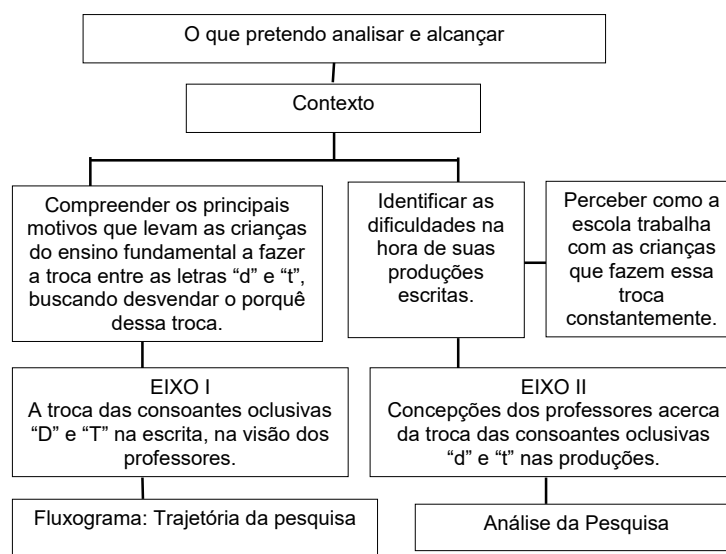 O que pretendo analisar e alcançar
Contexto
Compreender os principais
motivos que levam as crianças
do ensino fundamental a fazer
a troca entre as letras “d” e “t”,
buscando desvendar o porquê
dessa troca.
Identificar as
dificuldades na
hora de suas
produções
escritas.
Perceber como a
escola trabalha
com as crianças
que fazem essa
troca
constantemente.
EIXO I
A troca das consoantes oclusivas
“D” e “T” na escrita, na visão dos
professores.
EIXO II
Concepções dos professores acerca
da troca das consoantes oclusivas
“d” e “t” nas produções.
Fluxograma: Trajetória da pesquisa
Análise da Pesquisa